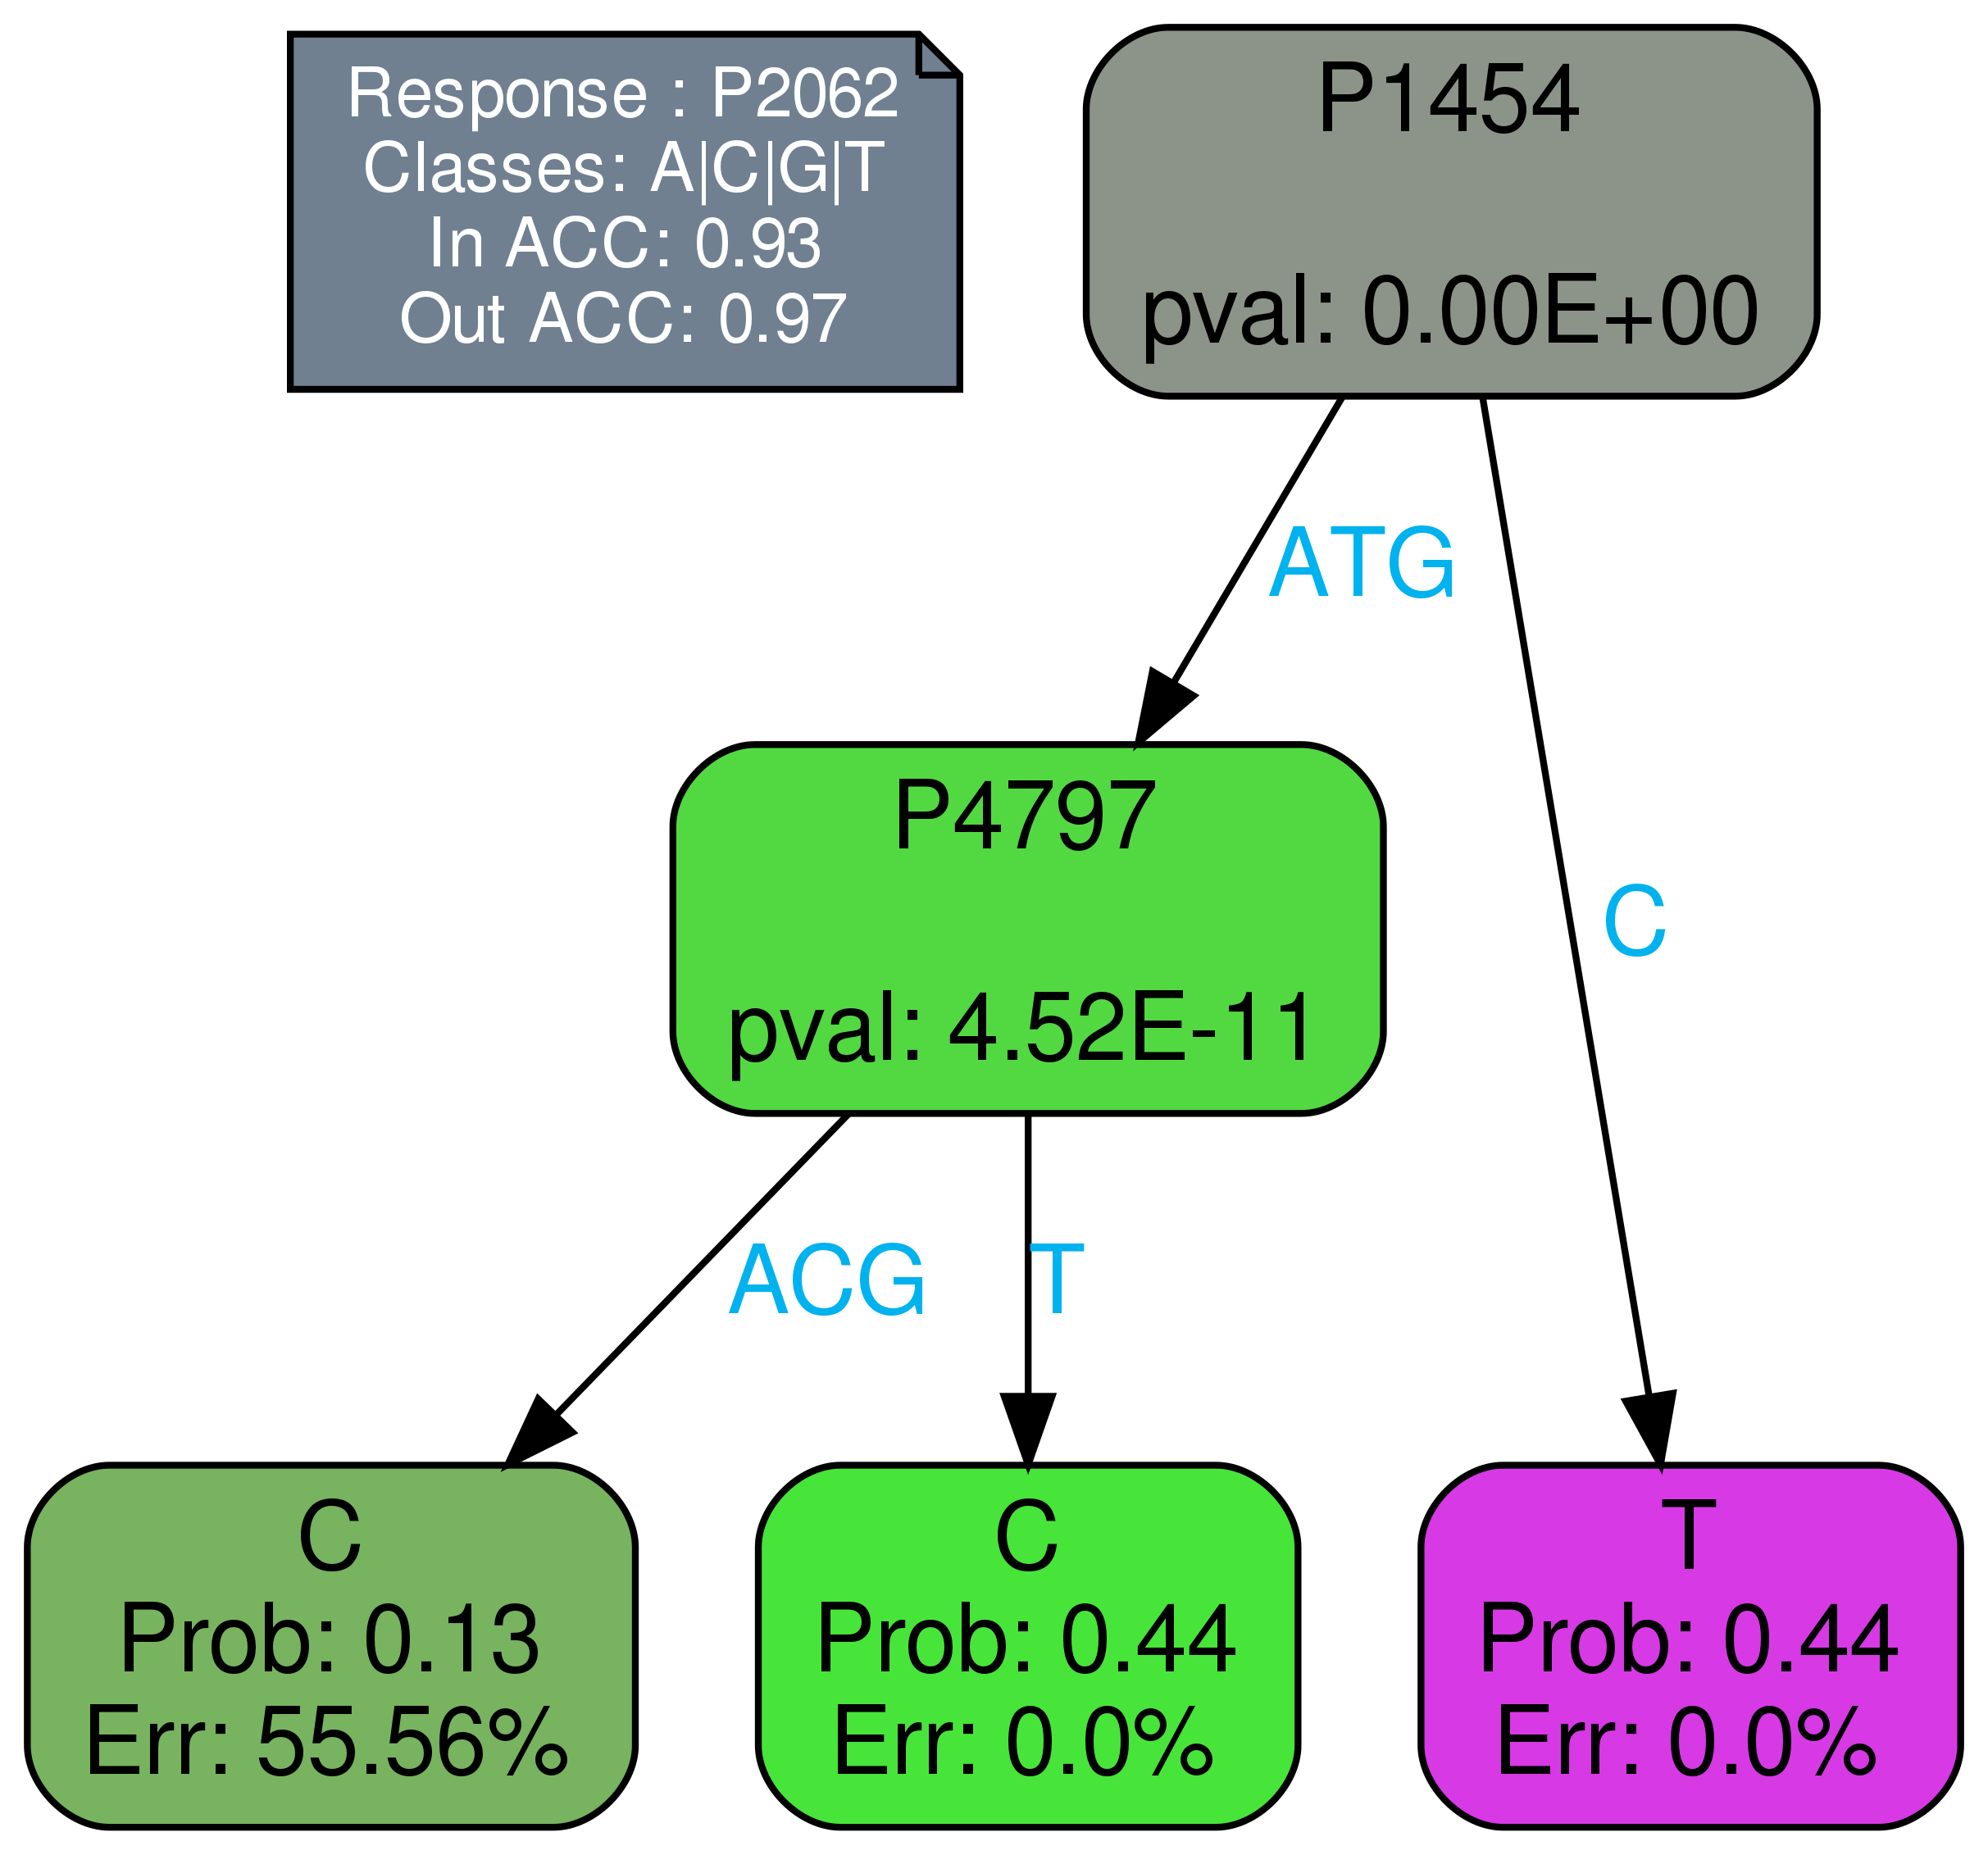 Response : P2062
Classes: A|C|G|T
In ACC: 0.93
Out ACC: 0.97
P1454
pval: 0.00E+00
ATG
C
P4797
pval: 4.52E-11
ACG
T
C
Prob: 0.13
Err: 55.56%
C
Prob: 0.44
Err: 0.0%
T
Prob: 0.44
Err: 0.0%